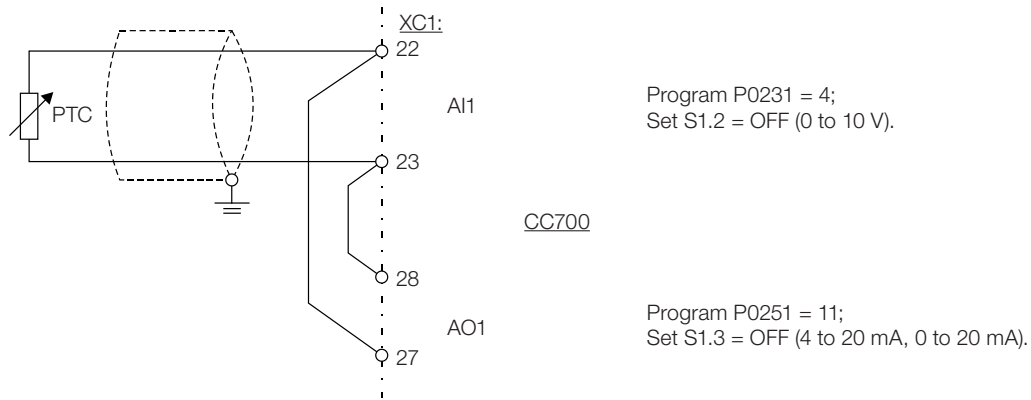 XC1:
22
PTC
AI1
Program P0231 = 4;
Set S1.2 = OFF (0 to 10 V).
23
CC700
28
AO1
Program P0251 = 11;
Set S1.3 = OFF (4 to 20 mA, 0 to 20 mA).
27